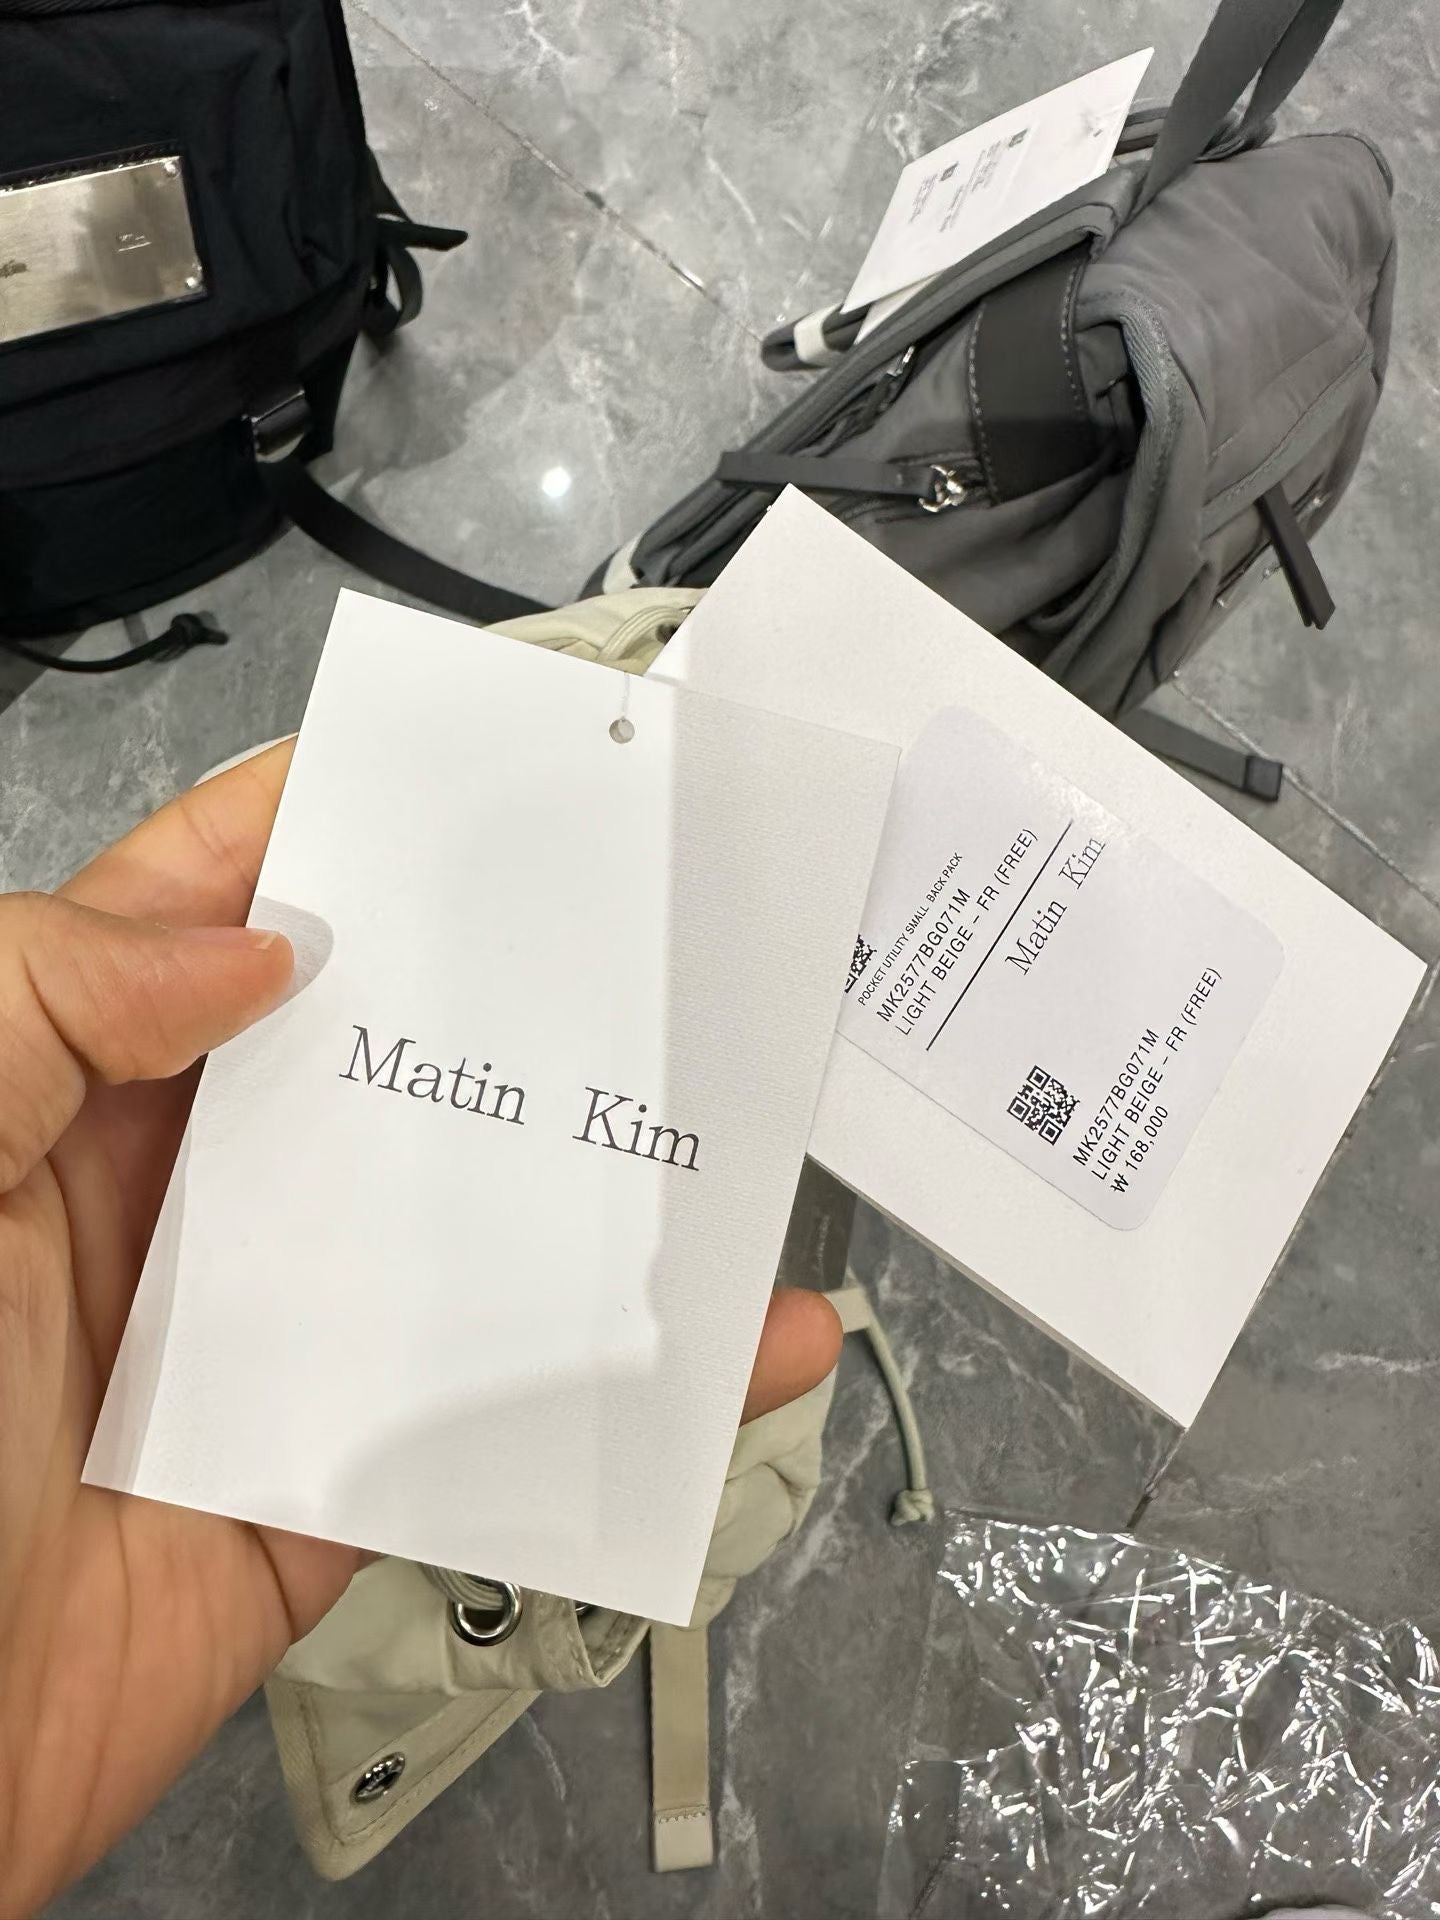 Matin Kim
POCKET UTILITY SMALL BACK PACK
MK2577BG071M
LIGHT BEIGE - FR (FREE)
Matin Kim
MK2577BG071M
LIGHT BEIGE - FR (FREE)
₩ 168,000